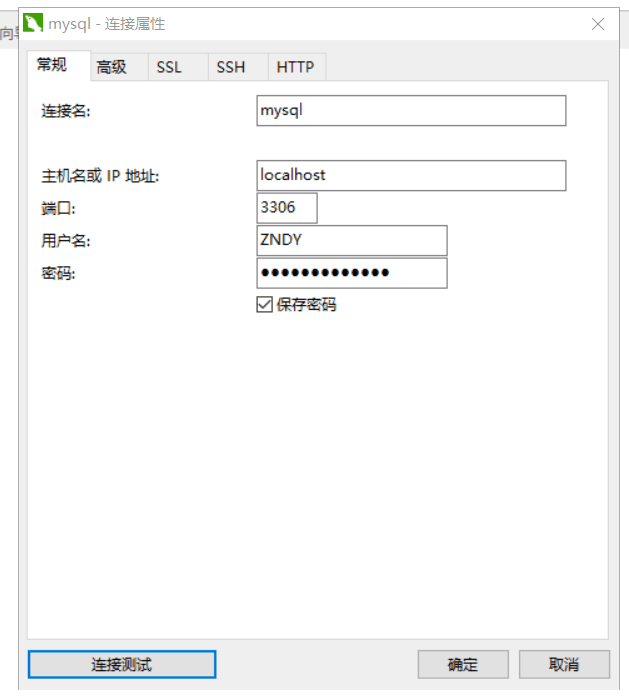 mysql - 连接属性
向导
常规 高级 SSL SSH HTTP
连接名: mysql
主机名或 IP 地址: localhost
端口: 3306
用户名: ZNDY
密码: ●●●●●●●●●●●●●
保存密码
连接测试 确定 取消